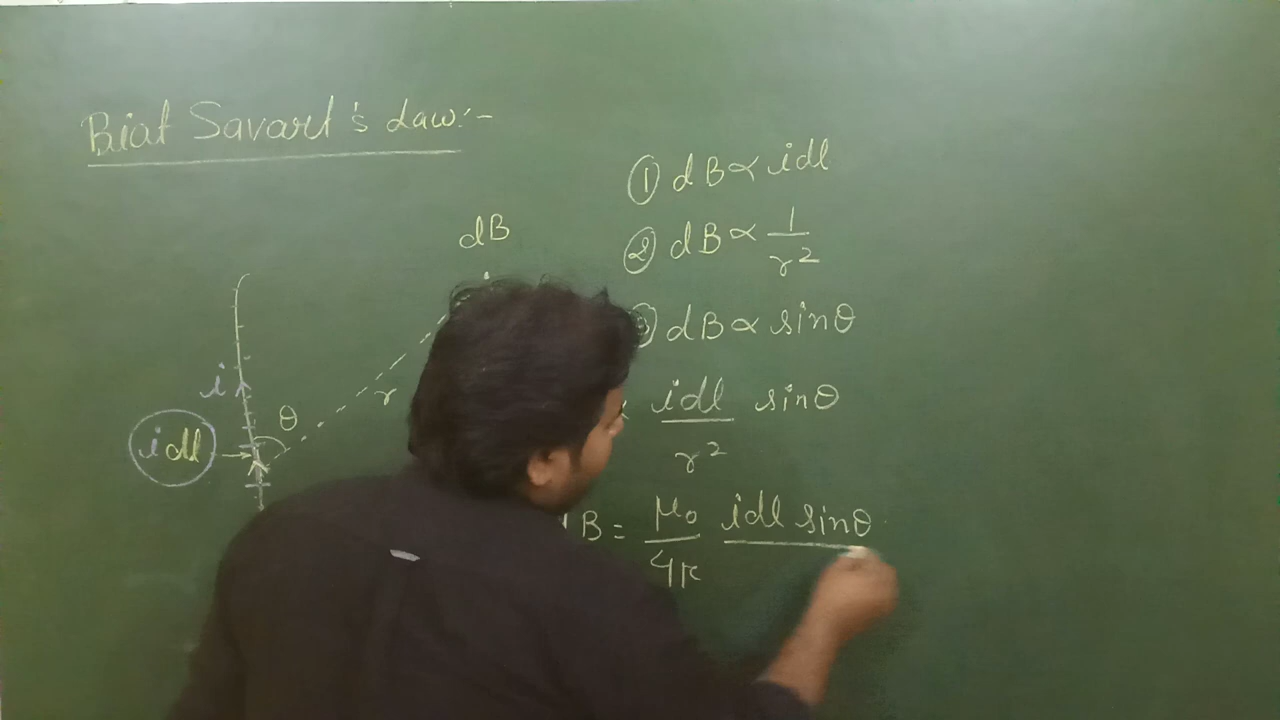 Biot Savart's Law:-
① dB ∝ idl
② dB ∝ 1/r²
dB
dB ∝ sinθ
i
θ
r
idl
idl/r² sinθ
dB = μ₀/4π idl sinθ